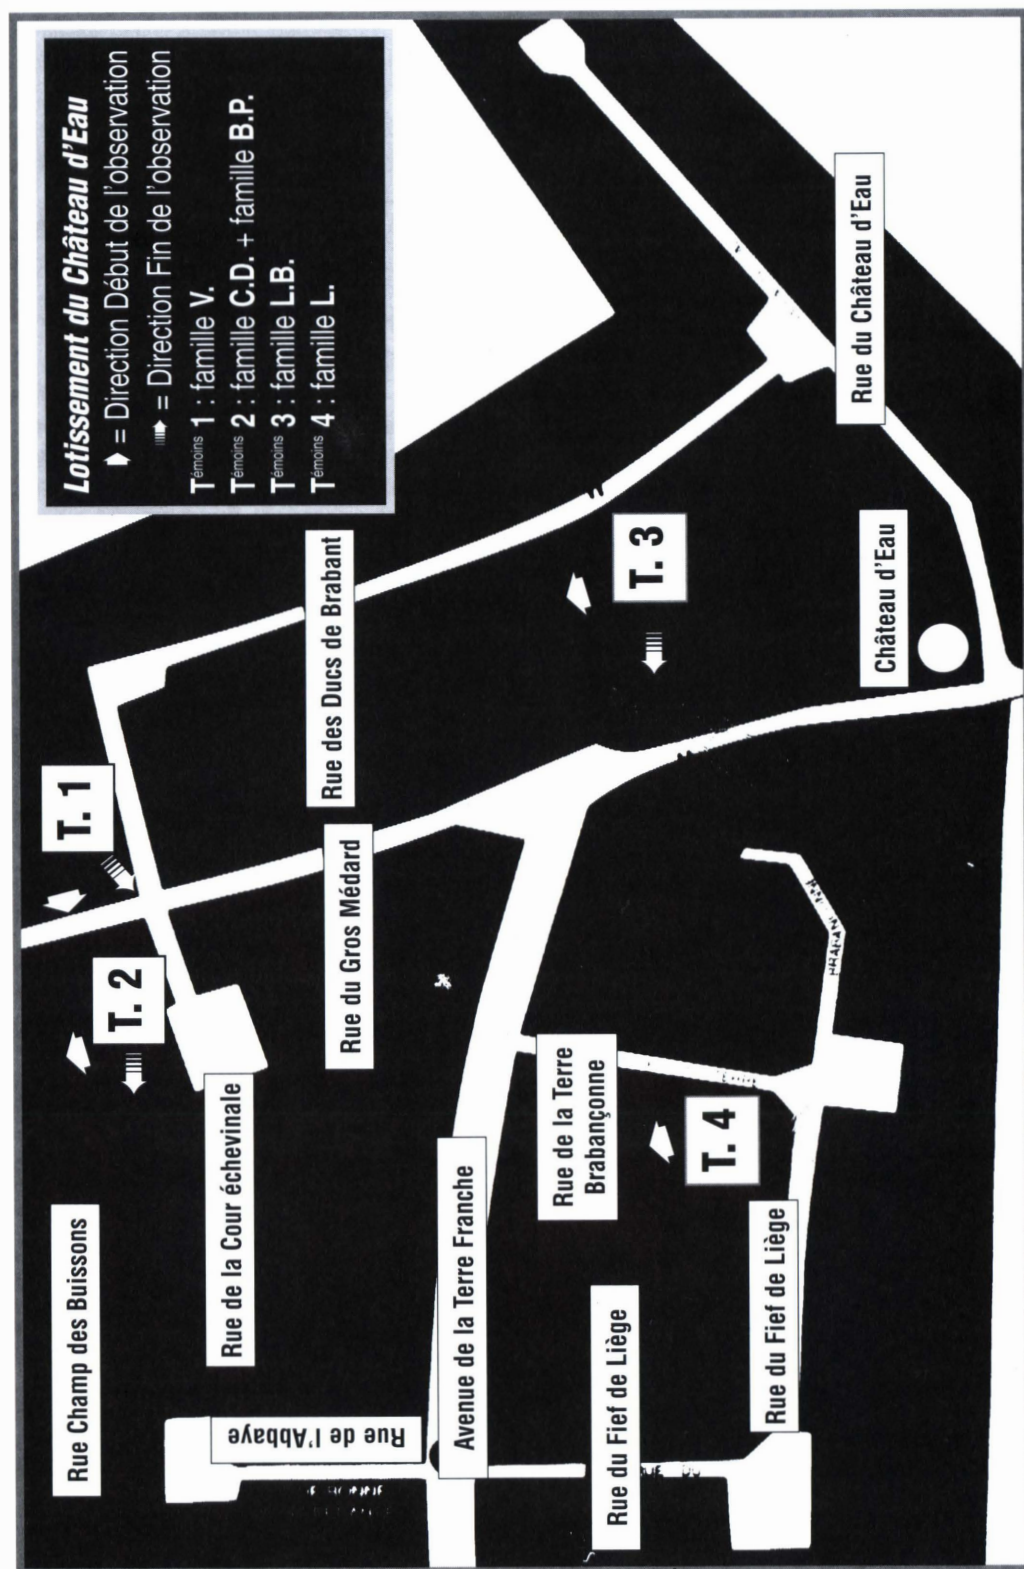 Lotissement du Château d'Eau
= Direction Début de l'observation
= Direction Fin de l'observation
Témoins 1 : famille V.
Témoins 2 : famille C.D. + famille B.P.
Témoins 3 : famille L.B.
Témoins 4 : famille L.
Rue Champ des Buissons
T. 2
T. 1
Rue de la Cour échevinale
Rue de l'Abbaye
Rue du Gros Médard
Rue des Ducs de Brabant
Avenue de la Terre Franche
Rue de la Terre
Brabançonne
T. 3
Rue du Fief de Liège
T. 4
Rue du Fief de Liège
Château d'Eau
Rue du Château d'Eau